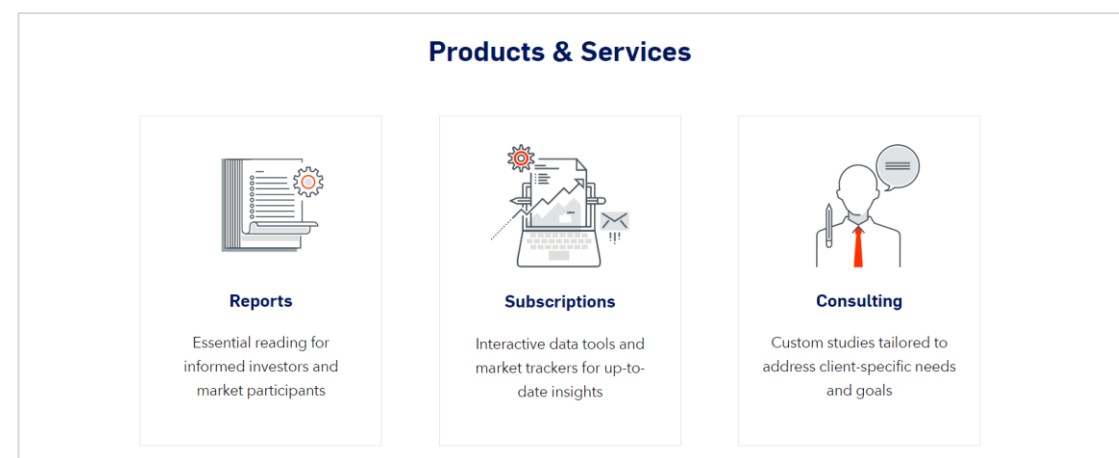 Products & Services
Reports
Essential reading for
informed investors and
market participants
Subscriptions
Interactive data tools and
market trackers for up-to-
date insights
Consulting
Custom studies tailored to
address client-specific needs
and goals